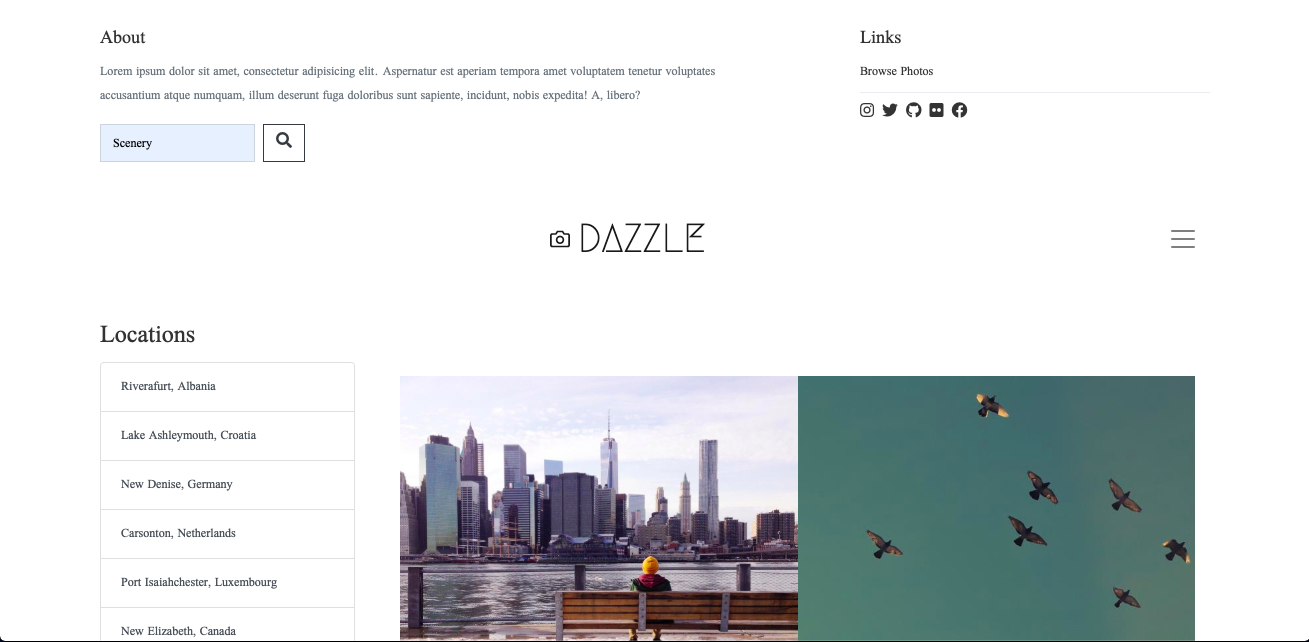 About
Lorem ipsum dolor sit amet, consectetur adipisicing elit. Aspernatur est aperiam tempora amet voluptatem tenetur voluptates
accusantium atque numquam, illum deserunt fuga doloribus sunt sapiente, incidunt, nobis expedita! A, libero?
Scenery
Links
Browse Photos
DAZZLE
Locations
Riverafurt, Albania
Lake Ashleymouth, Croatia
New Denise, Germany
Carsonton, Netherlands
Port Isaiahchester, Luxembourg
New Elizabeth, Canada